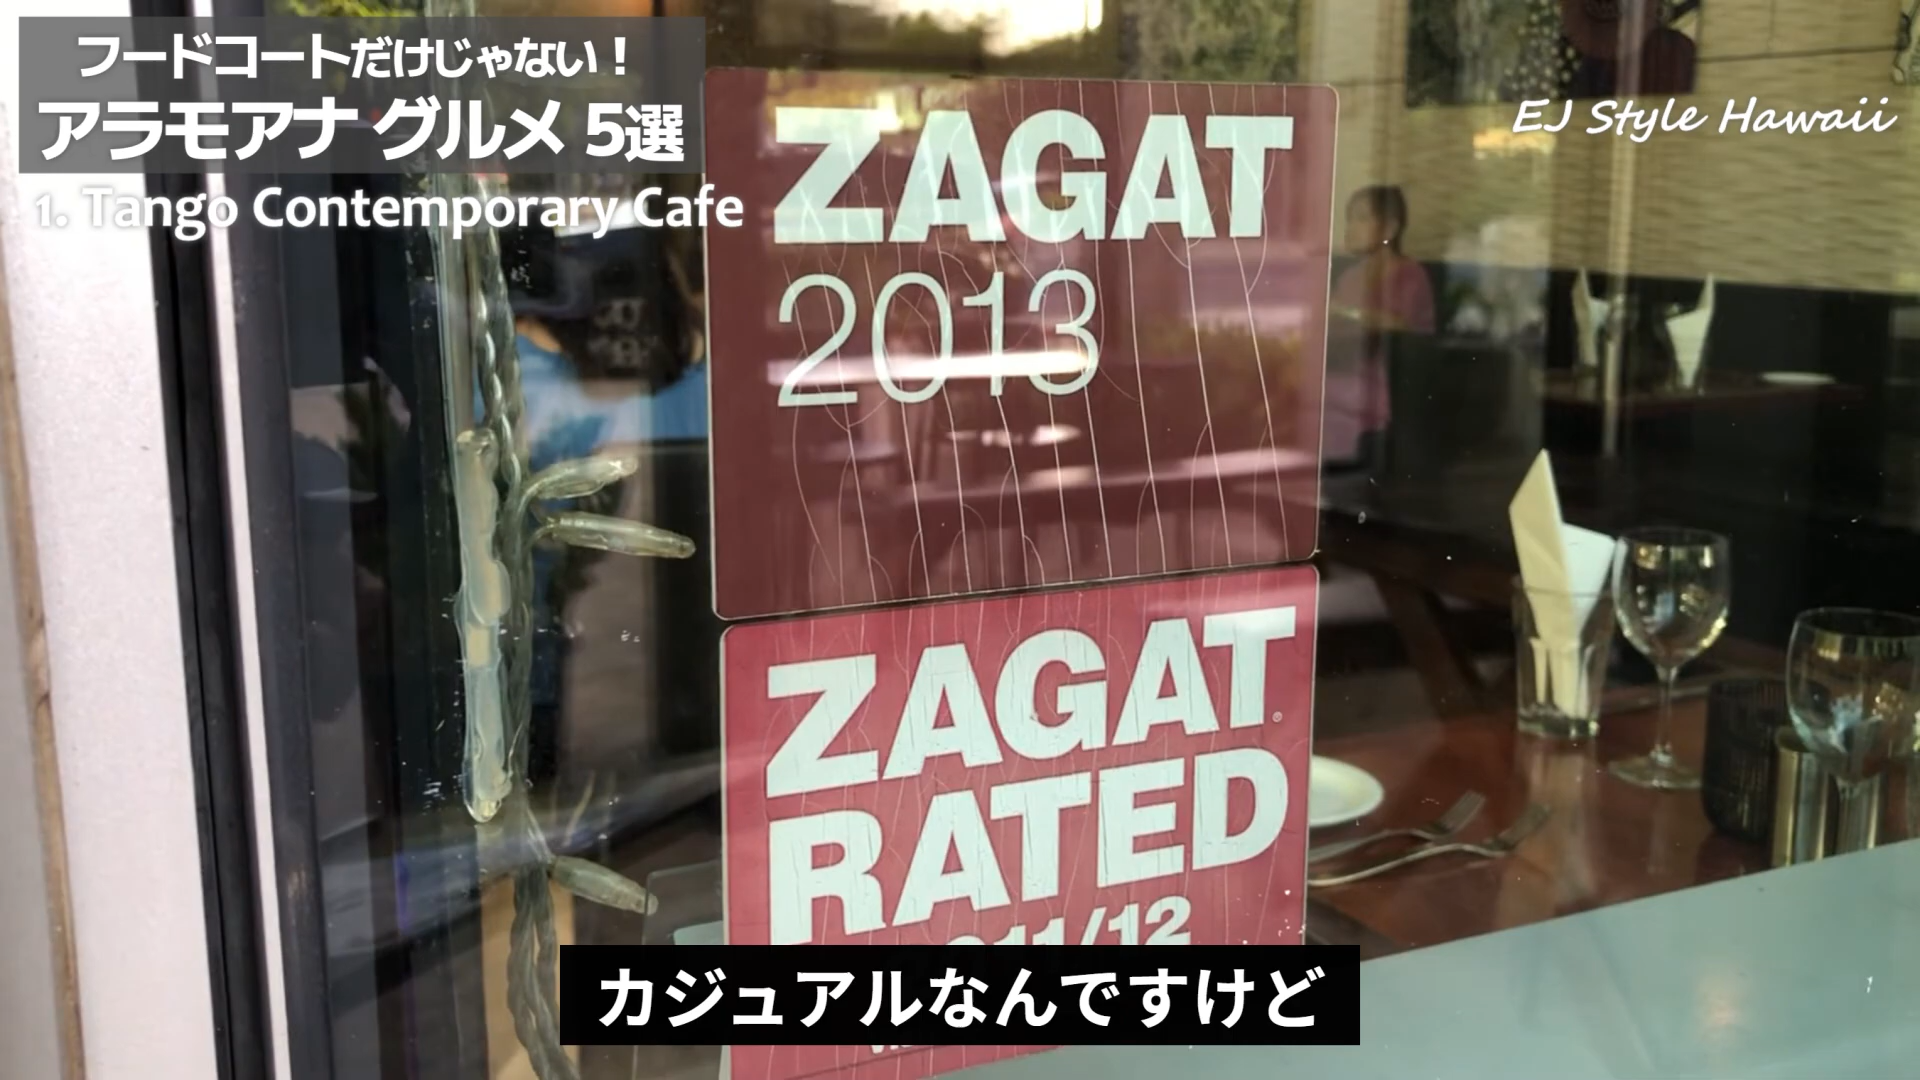 フードコートだけじゃない！
アラモアナ グルメ 5選
1. Tango Contemporary Cafe
EJ Style Hawaii
ZAGAT
2013
ZAGAT
RATED
カジュアルなんですけど